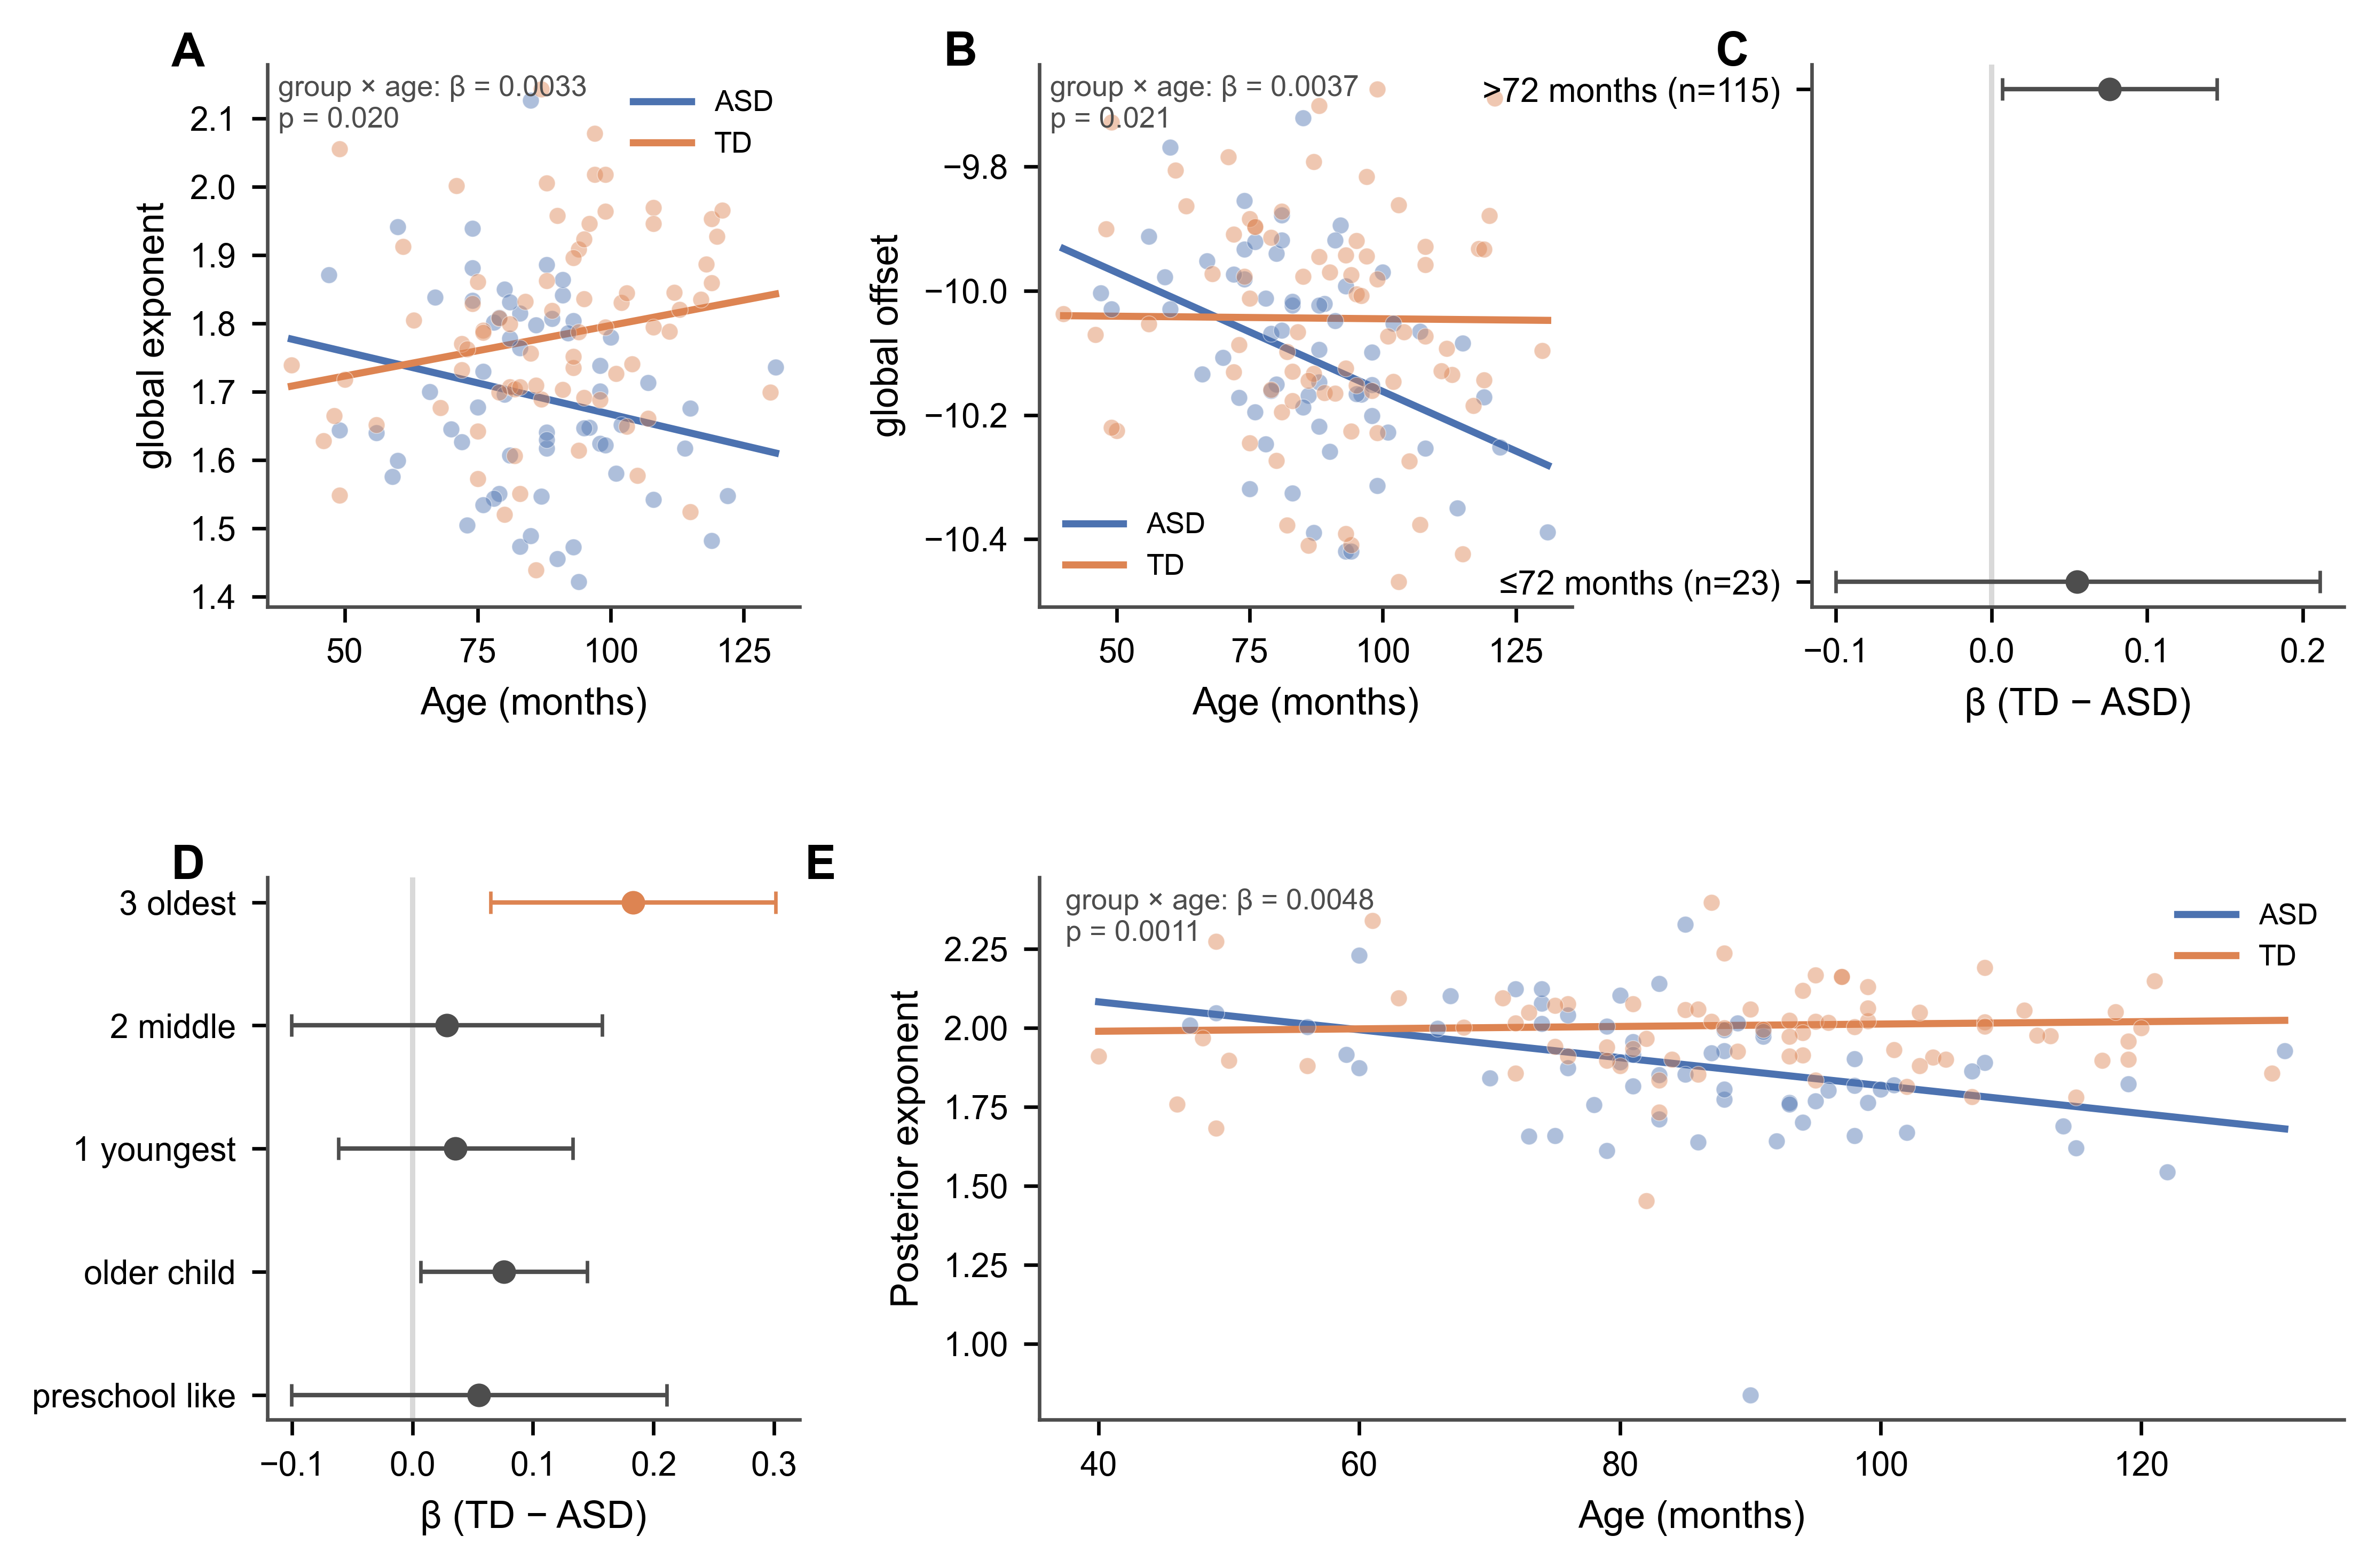 A
group × age: β = 0.0033
p = 0.020
ASD
TD
2.1
2.0
1.9
1.8
1.7
1.6
1.5
1.4
global exponent
50
75
100
125
Age (months)
B
group × age: β = 0.0037
p = 0.021
−9.8
−10.0
−10.2
−10.4
global offset
ASD
TD
50
75
100
125
Age (months)
C
>72 months (n=115)
≤72 months (n=23)
−0.1
0.0
0.1
0.2
β (TD − ASD)
D
3 oldest
2 middle
1 youngest
older child
preschool like
−0.1
0.0
0.1
0.2
0.3
β (TD − ASD)
E
group × age: β = 0.0048
p = 0.0011
ASD
TD
2.25
2.00
1.75
1.50
1.25
1.00
Posterior exponent
40
60
80
100
120
Age (months)